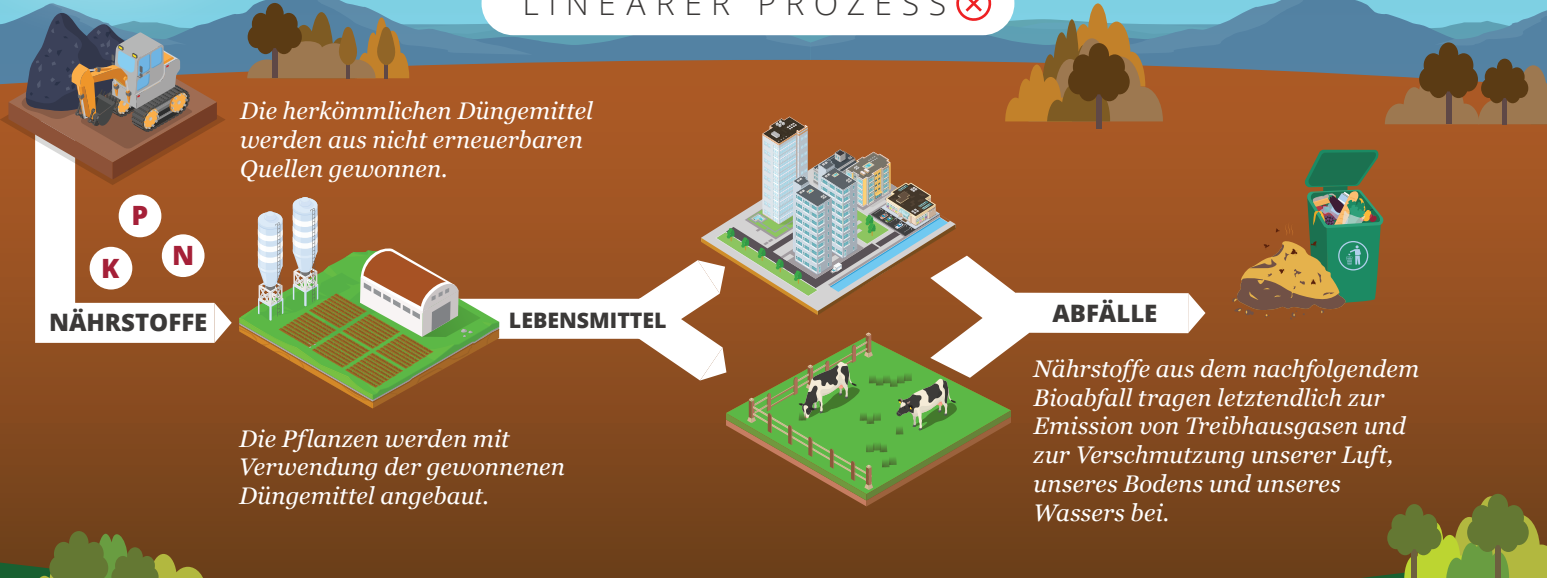 LINEARER PROZESS
Die herkömmlichen Düngemittel
werden aus nicht erneuerbaren
Quellen gewonnen.
P
K
N
NÄHRSTOFFE
LEBENSMITTEL
ABFÄLLE
Die Pflanzen werden mit
Verwendung der gewonnenen
Düngemittel angebaut.
Nährstoffe aus dem nachfolgendem
Bioabfall tragen letztendlich zur
Emission von Treibhausgasen und
zur Verschmutzung unserer Luft,
unseres Bodens und unseres
Wassers bei.